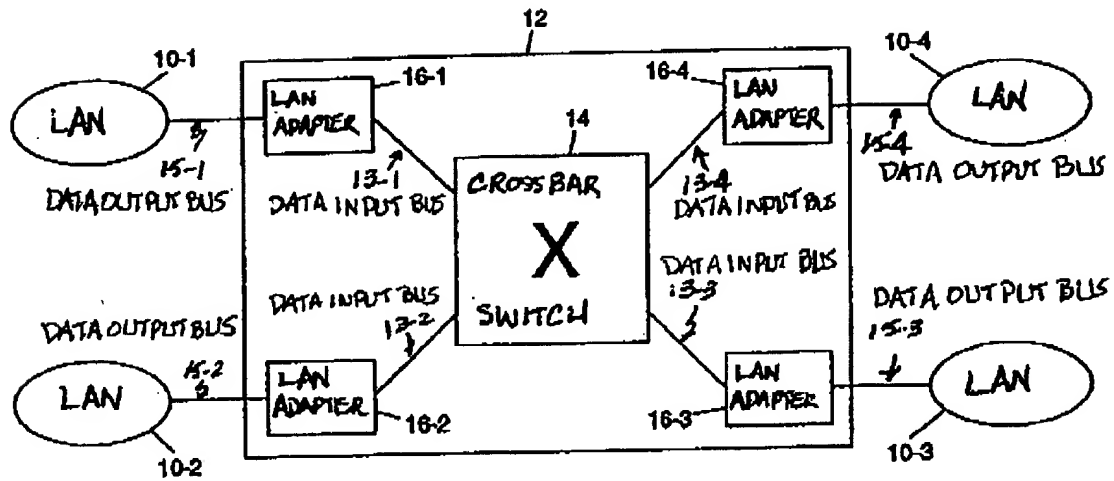 12
10-1
16-1
16-4
10-4
LAN
LAN
ADAPTER
14
LAN
ADAPTER
LAN
15-1
DATA OUTPUT BUS
13-1
DATA INPUT BUS
CROSSBAR
X
SWITCH
13-4
DATA INPUT BUS
15-4
DATA OUTPUT BUS
DATA INPUT BUS
13-3
DATA OUTPUT BUS
15-3
DATA INPUT BUS
13-2
DATA OUTPUT BUS
15-2
LAN
LAN
ADAPTER
LAN
ADAPTER
LAN
16-2
16-3
10-2
10-3